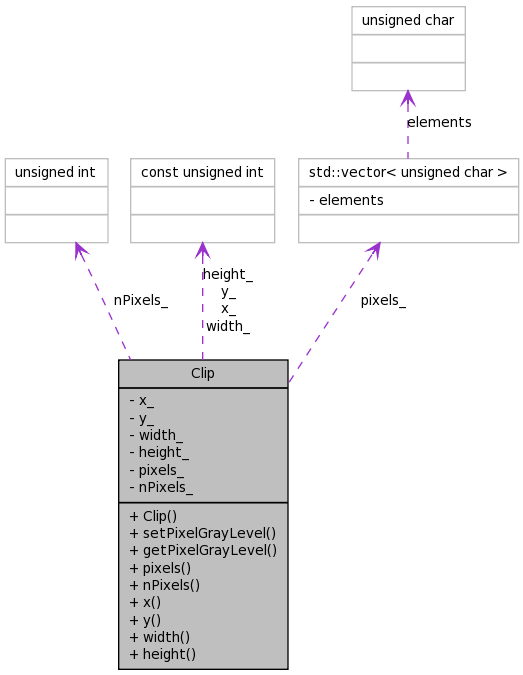 unsigned char
elements
unsigned int
const unsigned int
std::vector< unsigned char >
- elements
nPixels_
height_
y_
x_
width_
pixels_
Clip
- x_
- y_
- width_
- height_
- pixels_
- nPixels_
+ Clip()
+ setPixelGrayLevel()
+ getPixelGrayLevel()
+ pixels()
+ nPixels()
+ x()
+ y()
+ width()
+ height()